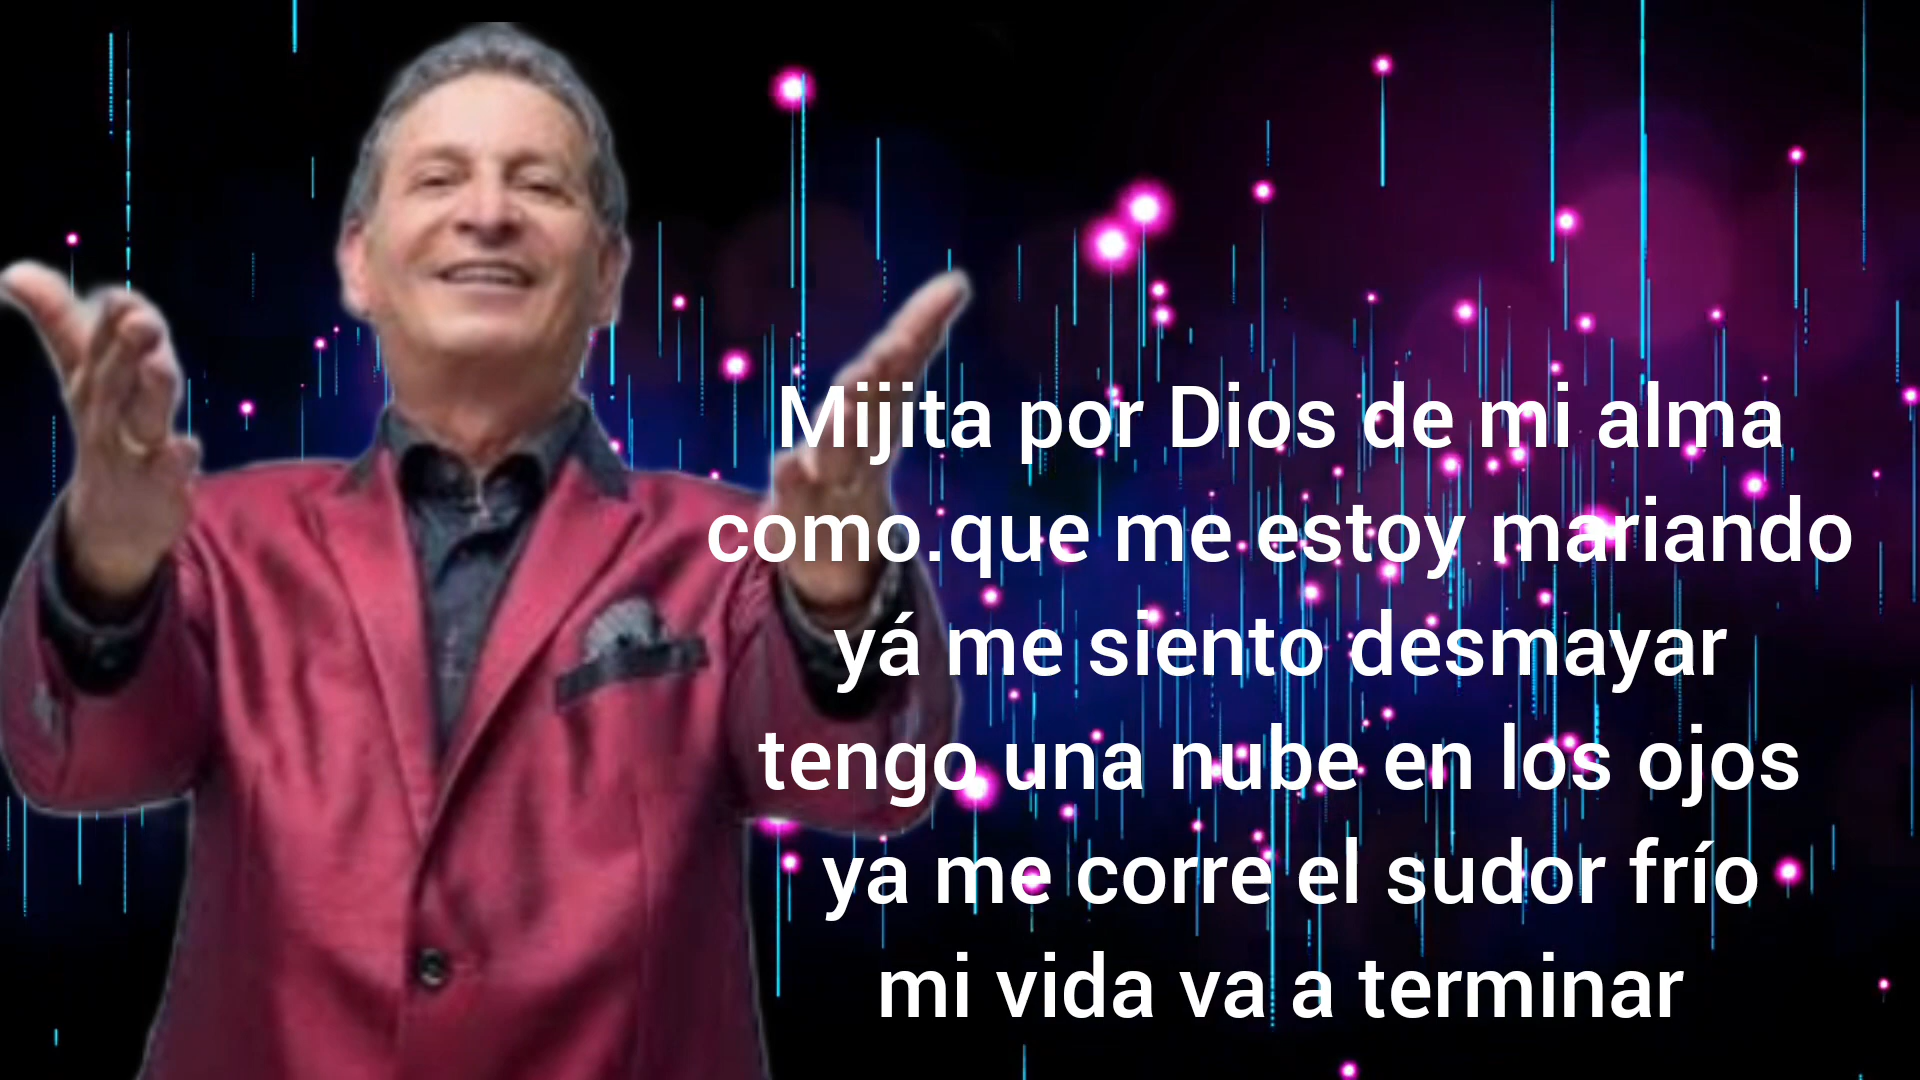 Mijita por Dios de mi alma
como.que me estoy mariando
yá me siento desmayar
tengo una nube en los ojos
ya me corre el sudor frío
mi vida va a terminar